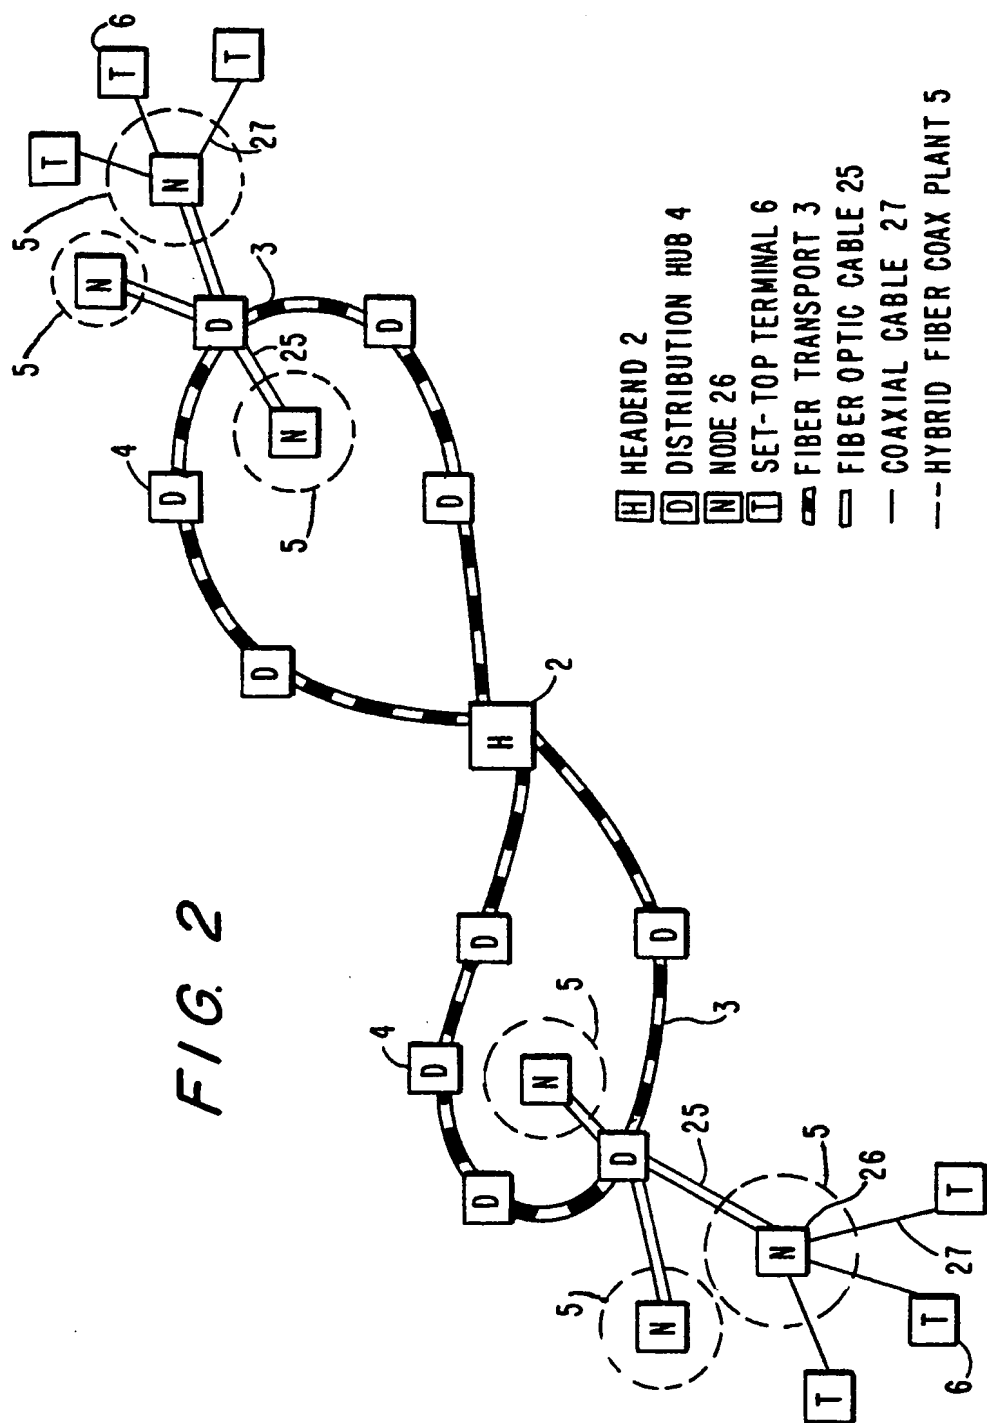 FIG. 2
T
T
6
T
N
27
5
N
5
D
3
25
N
5
D
4
D
D
D
H
2
D
D
4
D
D
N
5
D
3
D
25
N
5
N
26
5
T
27
T
6
T
H HEADEND 2
D DISTRIBUTION HUB 4
N NODE 26
T SET-TOP TERMINAL 6
FIBER TRANSPORT 3
FIBER OPTIC CABLE 25
COAXIAL CABLE 27
HYBRID FIBER COAX PLANT 5